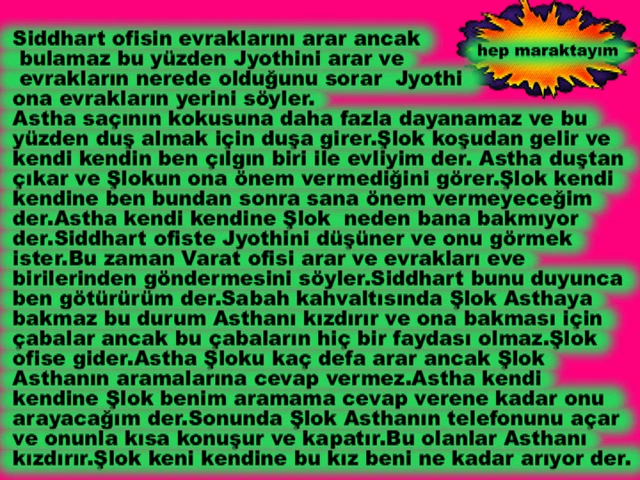 Siddhart ofisin evraklarını arar ancak
hep maraktayım
bulamaz bu yüzden Jyothini arar ve
evrakların nerede olduğunu sorar Jyothi
ona evrakların yerini söyler.
Astha saçının kokusuna daha fazla dayanamaz ve bu
yüzden duş almak için duşa girer.Şlok koşudan gelir ve
kendi kendin ben çılgın biri ile evliyim der. Astha duştan
çıkar ve Şlokun ona önem vermediğini görer.Şlok kendi
kendine ben bundan sonra sana önem vermeyeceğim
der.Astha kendi kendine Şlok neden bana bakmıyor
der.Siddhart ofiste Jyothini düşüner ve onu görmek
ister.Bu zaman Varat ofisi arar ve evrakları eve
birilerinden göndermesini söyler.Siddhart bunu duyunca
ben götürürüm der.Sabah kahvaltısında Şlok Asthaya
bakmaz bu durum Asthanı kızdırır ve ona bakması için
çabalar ancak bu çabaların hiç bir faydası olmaz.Şlok
ofise gider.Astha Şloku kaç defa arar ancak Şlok
Asthanın aramalarına cevap vermez.Astha kendi
kendine Şlok benim aramama cevap verene kadar onu
arayacağım der.Sonunda Şlok Asthanın telefonunu açar
ve onunla kısa konuşur ve kapatır.Bu olanlar Asthanı
kızdırır.Şlok keni kendine bu kız beni ne kadar arıyor der.